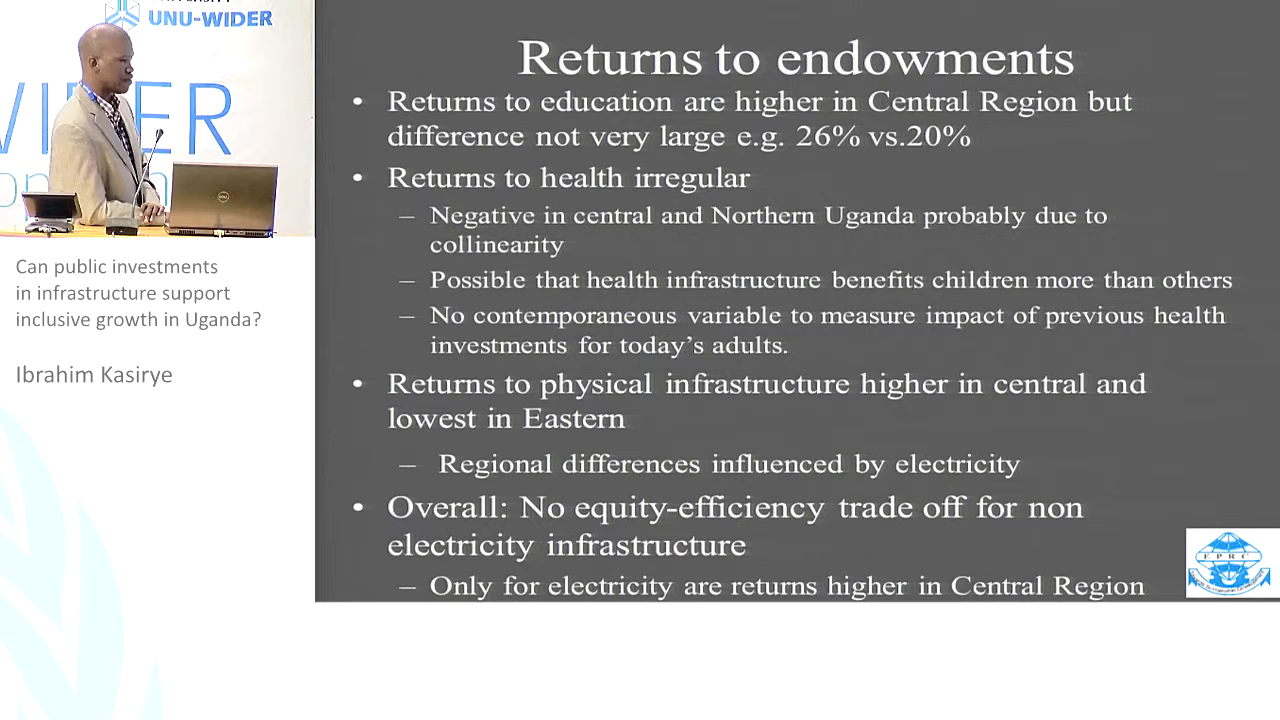 UNU-WIDER
WIDER
Can public investments
in infrastructure support
inclusive growth in Uganda?
Ibrahim Kasirye
Returns to endowments
• Returns to education are higher in Central Region but
difference not very large e.g. 26% vs.20%
• Returns to health irregular
– Negative in central and Northern Uganda probably due to
collinearity
– Possible that health infrastructure benefits children more than others
– No contemporaneous variable to measure impact of previous health
investments for today's adults.
• Returns to physical infrastructure higher in central and
lowest in Eastern
– Regional differences influenced by electricity
• Overall: No equity-efficiency trade off for non
electricity infrastructure
– Only for electricity are returns higher in Central Region
EPRC